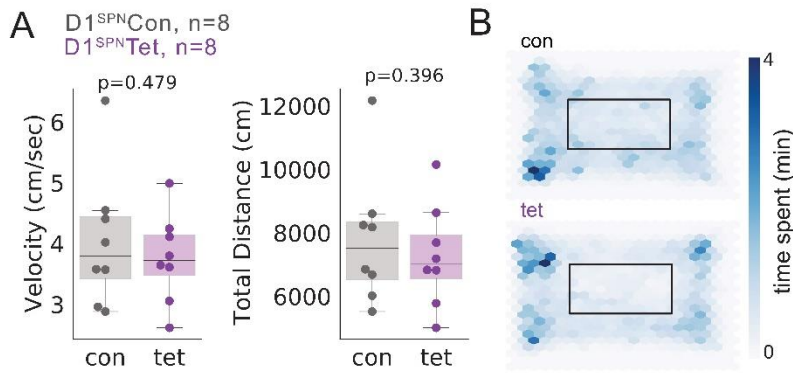 A
D1SPNCon, n=8
D1SPNTet, n=8
p=0.479
Velocity (cm/sec)
6
5
4
3
con
tet
p=0.396
Total Distance (cm)
12000
10000
8000
6000
con
tet
B
con
tet
4
time spent (min)
0